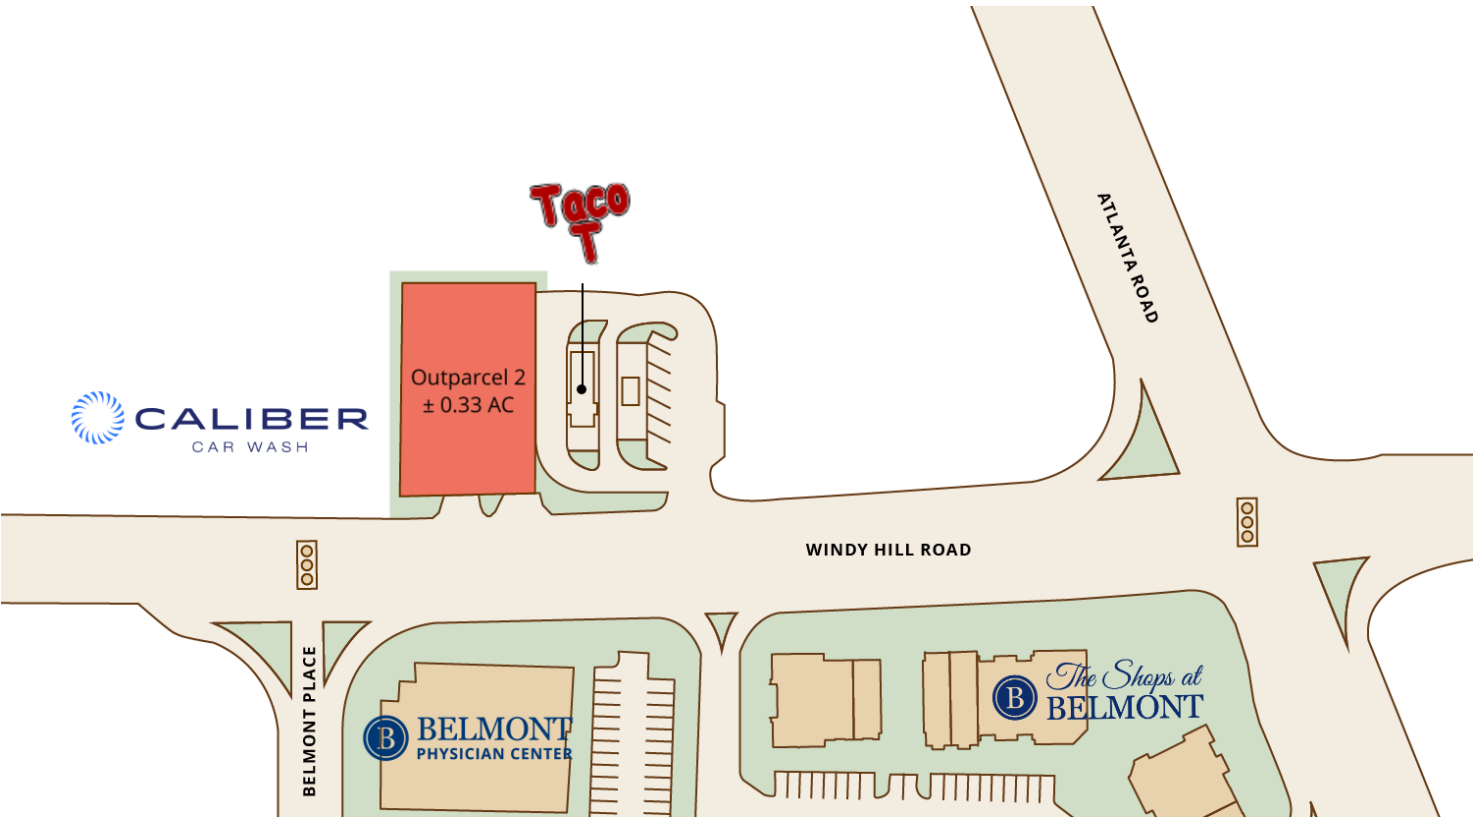 Taco
T
ATLANTA ROAD
Outparcel 2
± 0.33 AC
CALIBER
CAR WASH
WINDY HILL ROAD
BELMONT PLACE
B
BELMONT
PHYSICIAN CENTER
B
The Shops at
BELMONT